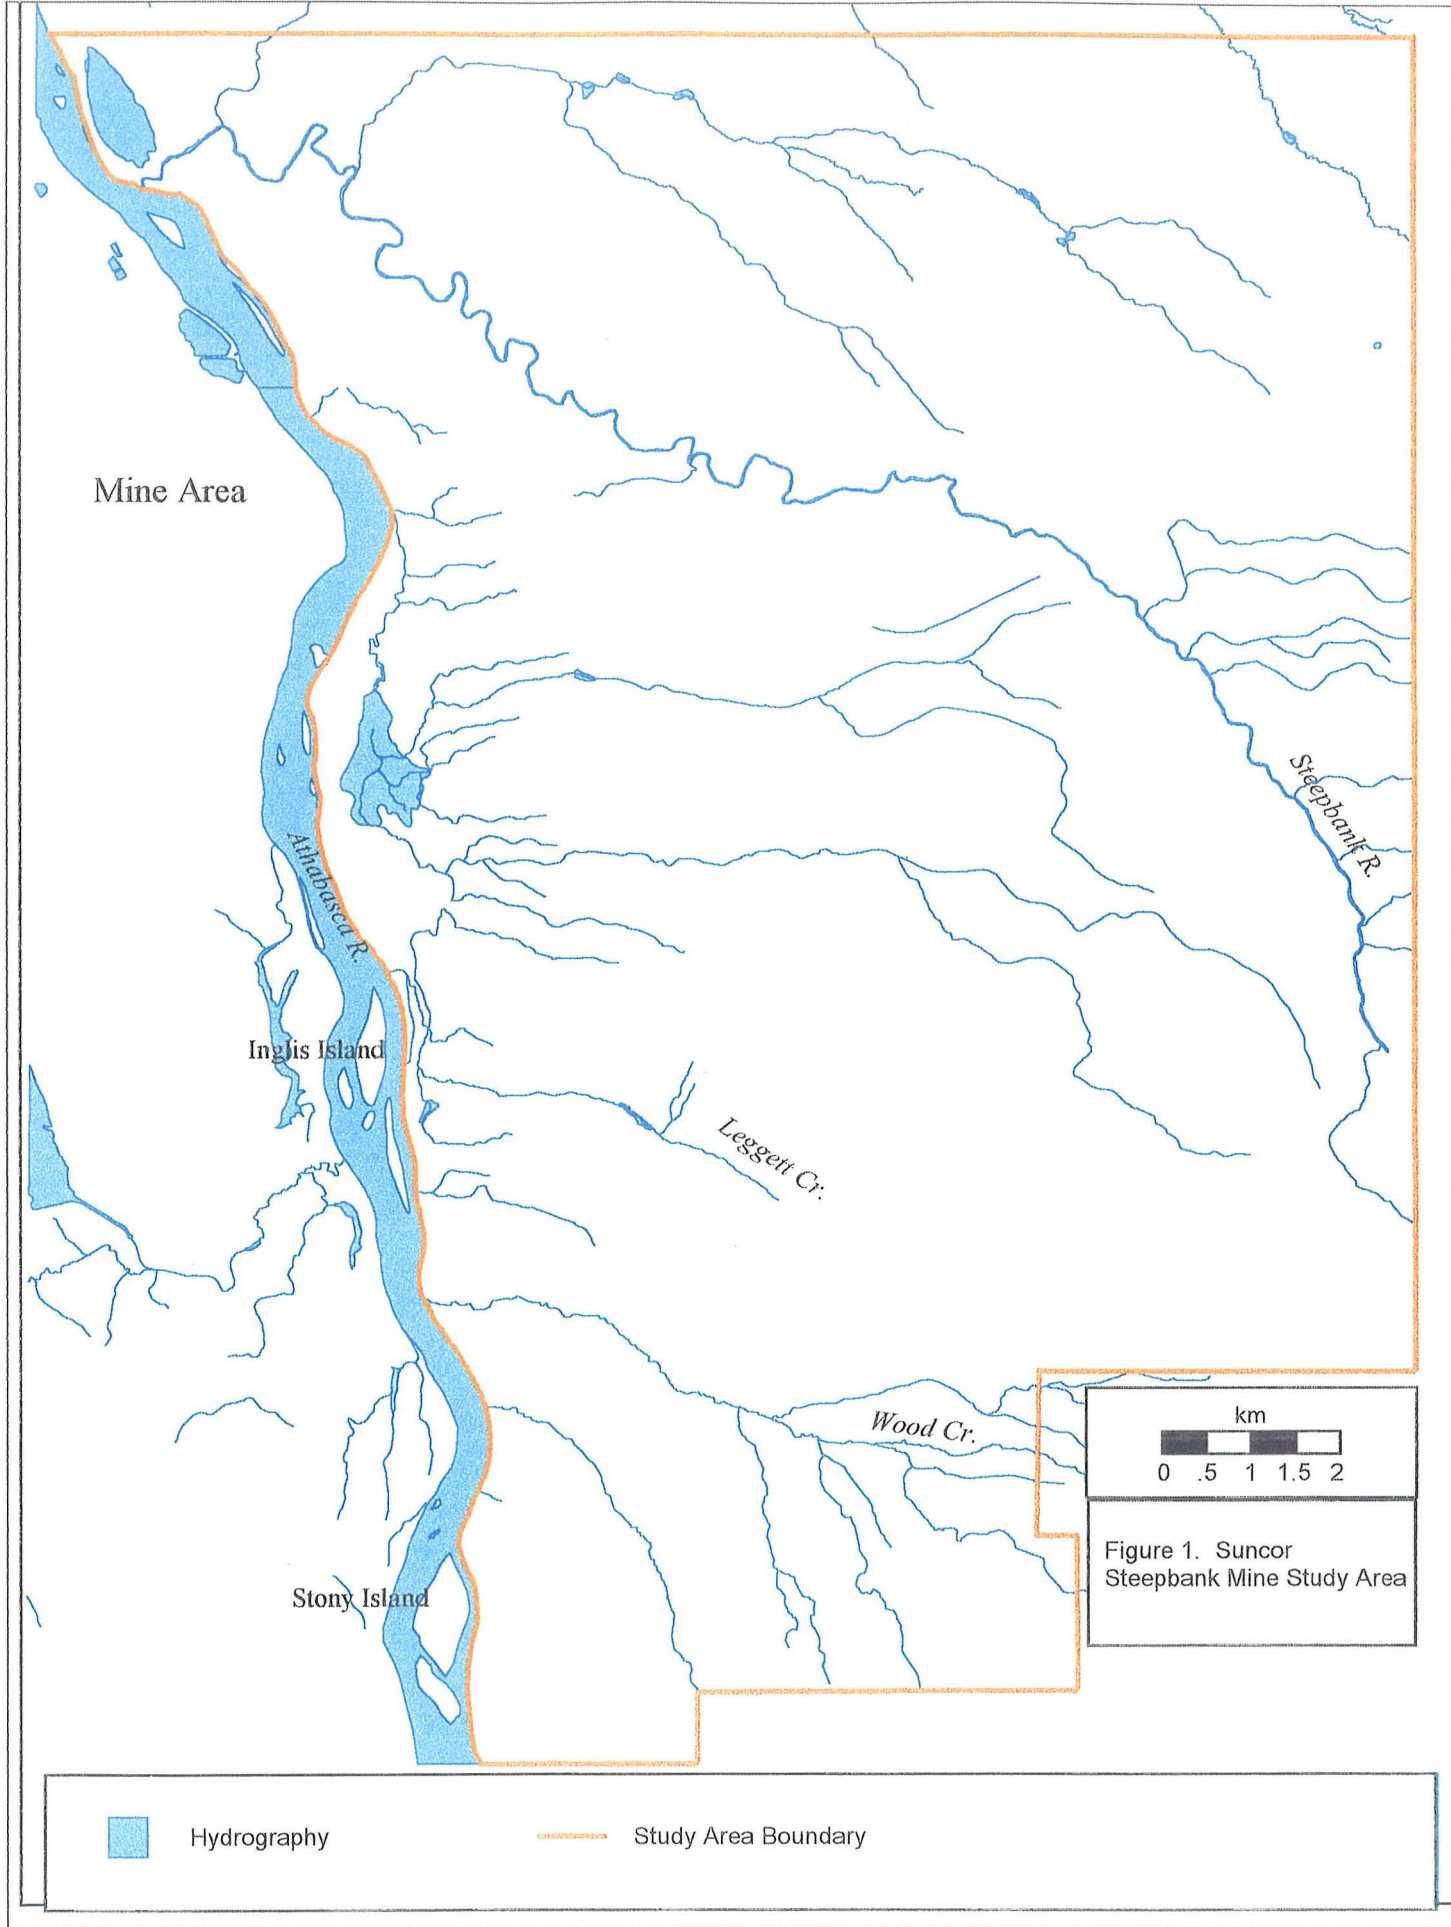 Mine Area
Steepbank R.
Athabasca R.
Inglis Island
Leggett Cr.
Wood Cr.
km
0 .5 1 1.5 2
Figure 1. Suncor
Steepbank Mine Study Area
Stony Island
Hydrography
Study Area Boundary